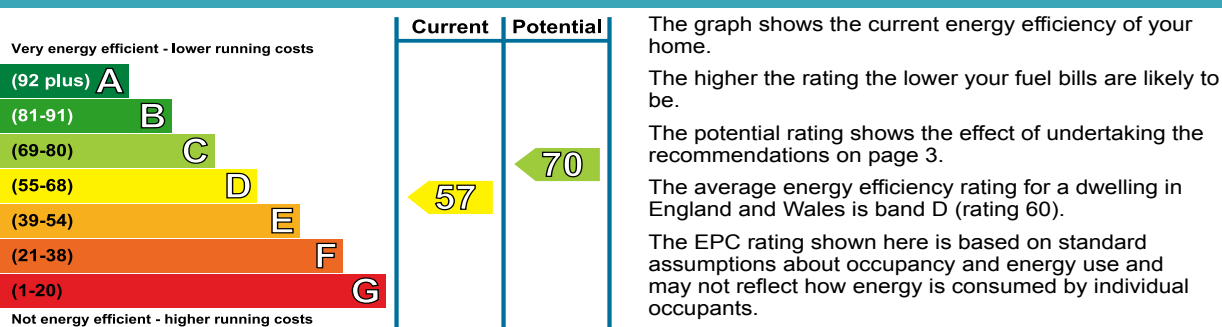 Current Potential
Very energy efficient - lower running costs
(92 plus) A
(81-91) B
(69-80) C
(55-68) D
(39-54) E
(21-38) F
(1-20) G
Not energy efficient - higher running costs
57
70
The graph shows the current energy efficiency of your
home.
The higher the rating the lower your fuel bills are likely to
be.
The potential rating shows the effect of undertaking the
recommendations on page 3.
The average energy efficiency rating for a dwelling in
England and Wales is band D (rating 60).
The EPC rating shown here is based on standard
assumptions about occupancy and energy use and
may not reflect how energy is consumed by individual
occupants.